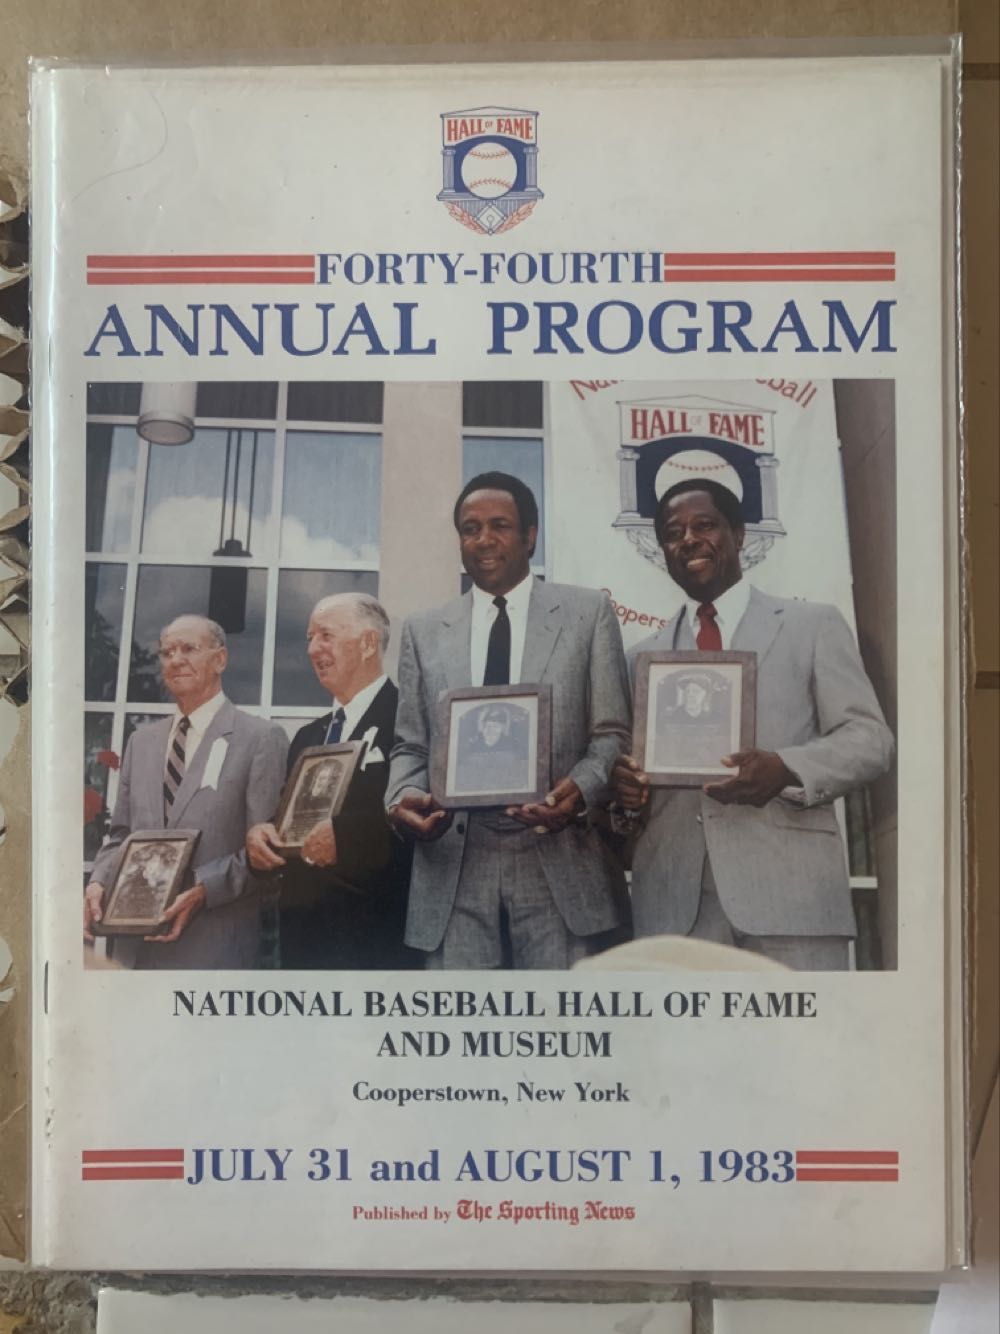 HALL OF FAME
FORTY-FOURTH
ANNUAL PROGRAM
HALL OF FAME
NATIONAL BASEBALL HALL OF FAME
AND MUSEUM
Cooperstown, New York
JULY 31 and AUGUST 1, 1983
Published by The Sporting News